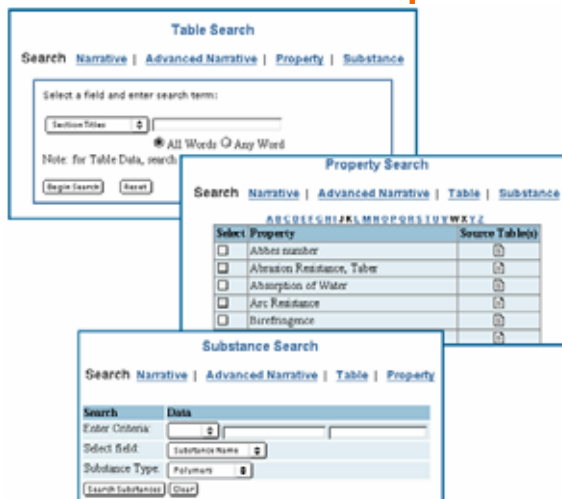 Table Search
Search Narrative | Advanced Narrative | Property | Substance
Select a field and enter search term:
Section Titles
All Words Any Word
Note: for Table Data, search
Begin Search Reset
Property Search
Search Narrative | Advanced Narrative | Table | Substance
A B C D E F G H I J K L M N O P Q R S T U V W X Y Z
Select Property Source Table(s)
Abbes number
Abrasion Resistance, Taber
Absorption of Water
Arc Resistance
Birefringence
Substance Search
Search Narrative | Advanced Narrative | Table | Property
Search Data
Enter Criteria:
Select field: Substance Name
Substance Type: Polymers
Search Substances Clear